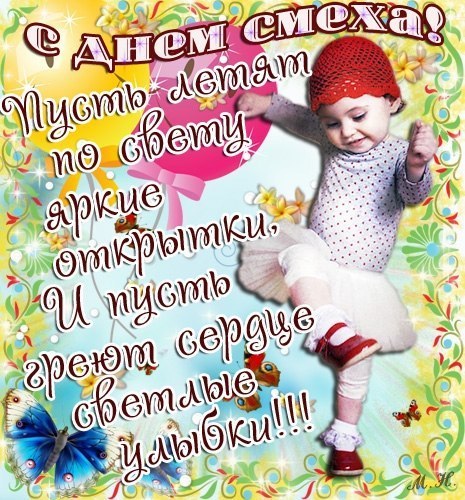 С ДНЕМ СМЕХА!
Пусть летят
по свету
яркие
открытки,
И пусть
греют сердце
светлые
улыбки!!!
М.Н.